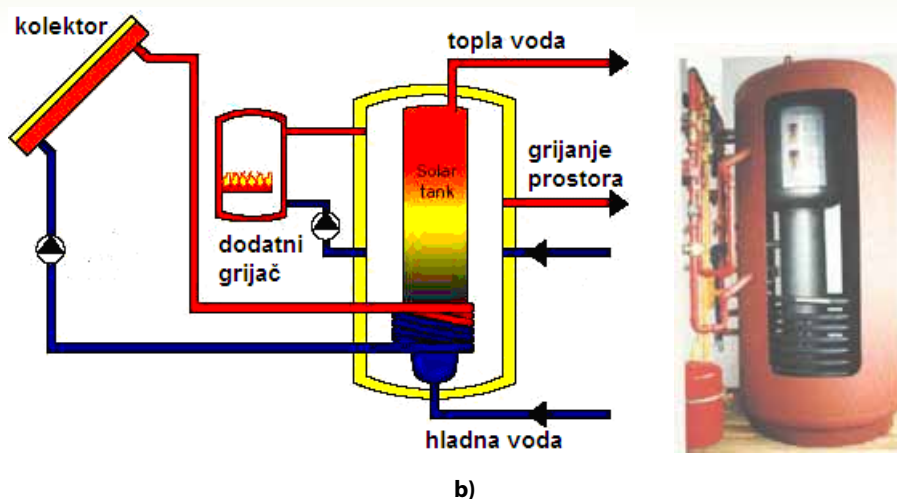 kolektor
topla voda
Solar
tank
grijanje
prostora
dodatni
grijač
hladna voda
b)